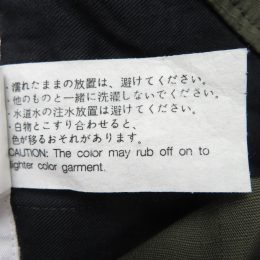 ・濡れたままの放置は、避けてください。
・他のものと一緒に洗濯しないでください。
・水道水の注水放置は避けてください。
・白物とこすり合わせると、
色が移るおそれがあります。
CAUTION: The color may rub off on to
lighter color garment.